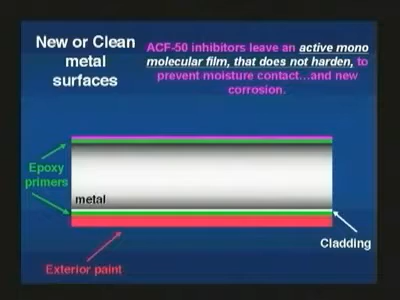 New or Clean
metal
surfaces
ACF-50 inhibitors leave an active mono
molecular film, that does not harden, to
prevent moisture contact…and new
corrosion.
Epoxy
primers
metal
Cladding
Exterior paint